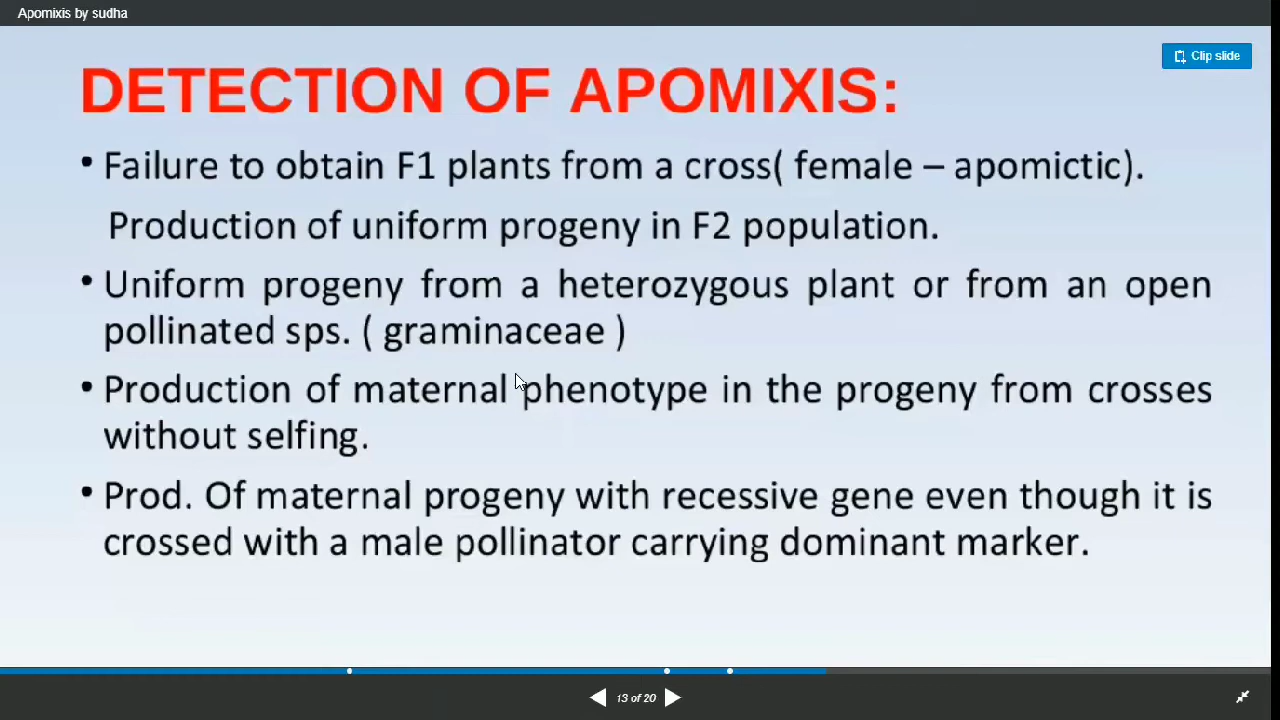 Apomixis by sudha
Clip slide
DETECTION OF APOMIXIS:
• Failure to obtain F1 plants from a cross( female – apomictic).
Production of uniform progeny in F2 population.
• Uniform progeny from a heterozygous plant or from an open
pollinated sps. ( graminaceae )
• Production of maternal phenotype in the progeny from crosses
without selfing.
• Prod. Of maternal progeny with recessive gene even though it is
crossed with a male pollinator carrying dominant marker.
13 of 20